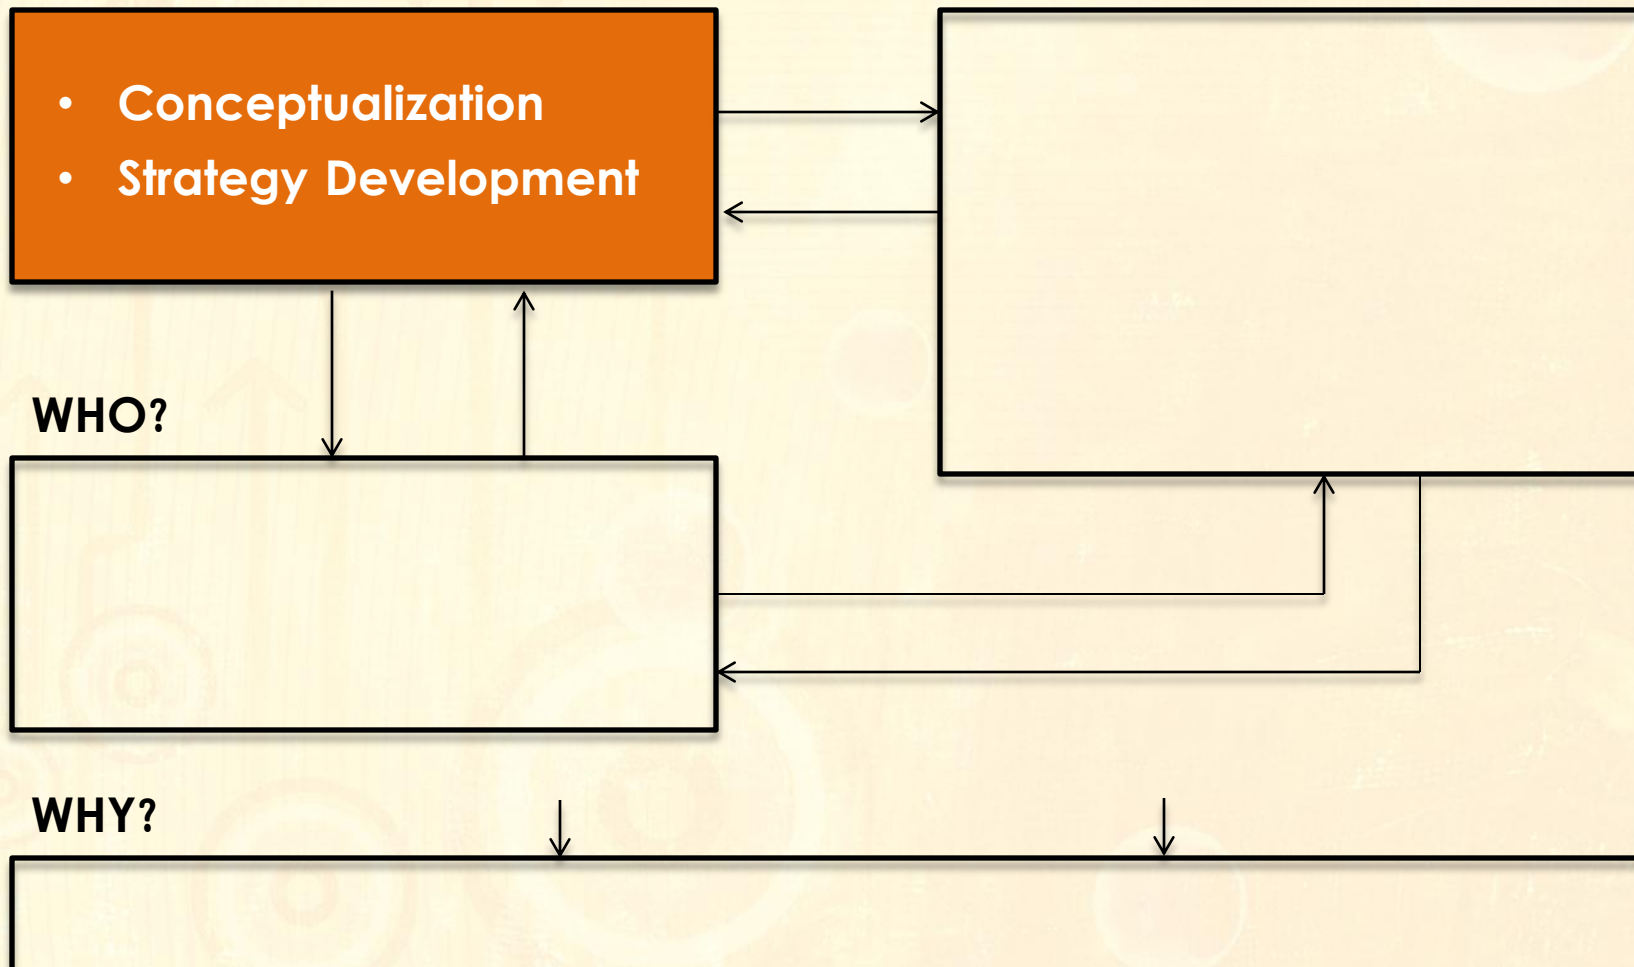 • Conceptualization
• Strategy Development
WHO?
WHY?